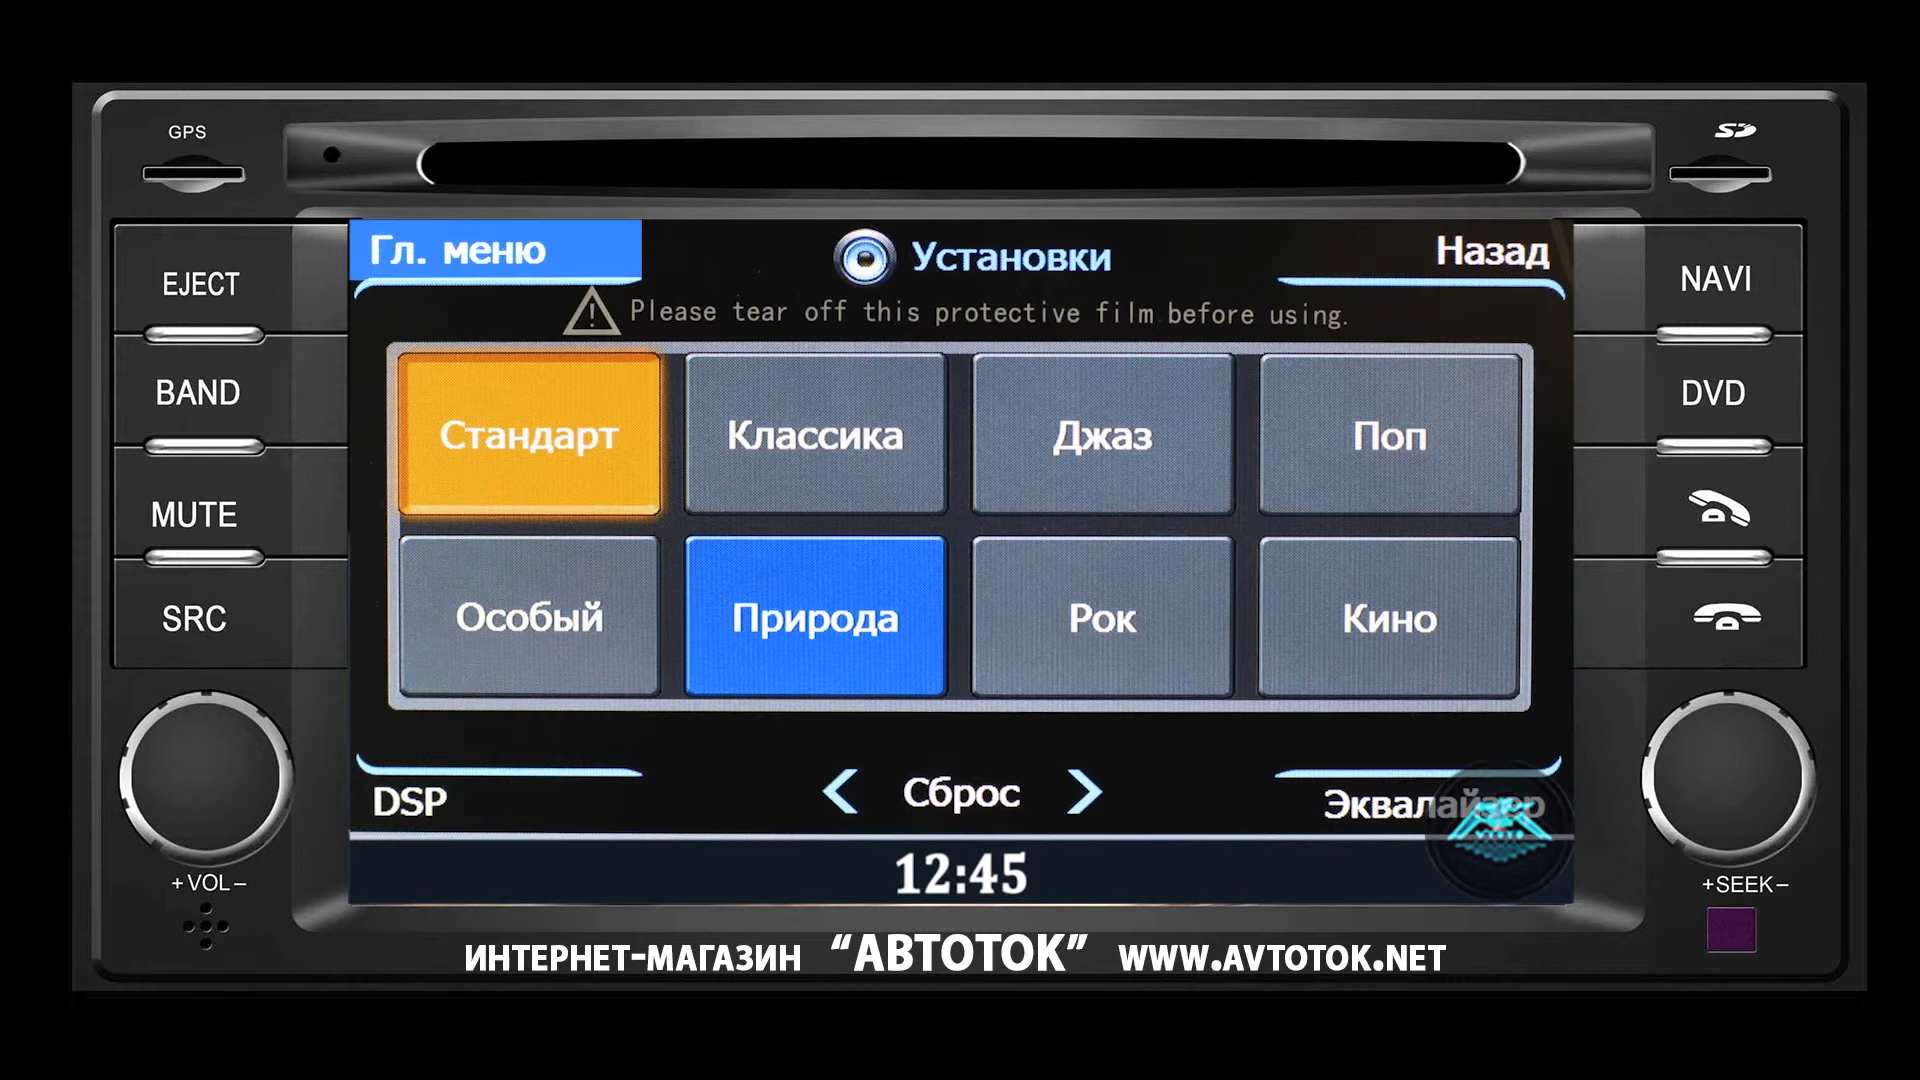 GPS
SD
Гл. меню
Установки
Назад
EJECT
NAVI
Please tear off this protective film before using.
BAND
DVD
Стандарт
Классика
Джаз
Поп
MUTE
SRC
Особый
Природа
Рок
Кино
DSP
Сброс
Эквалайзер
12:45
+VOL–
+SEEK–
ИНТЕРНЕТ-МАГАЗИН “АВТОТОК” WWW.AVTOTOK.NET